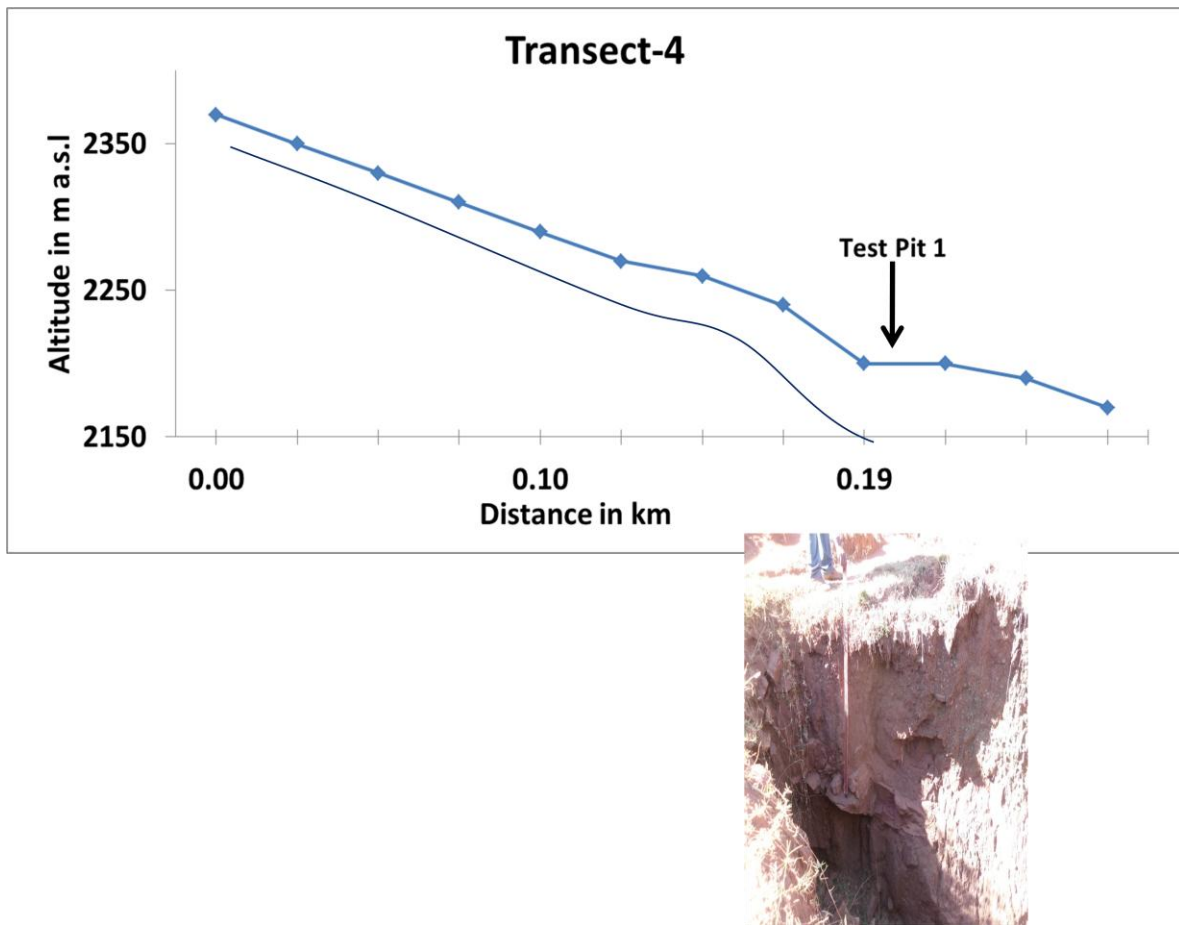 Transect-4
Altitude in m a.s.l
2350
2250
2150
Test Pit 1
0.00 0.10 0.19
Distance in km